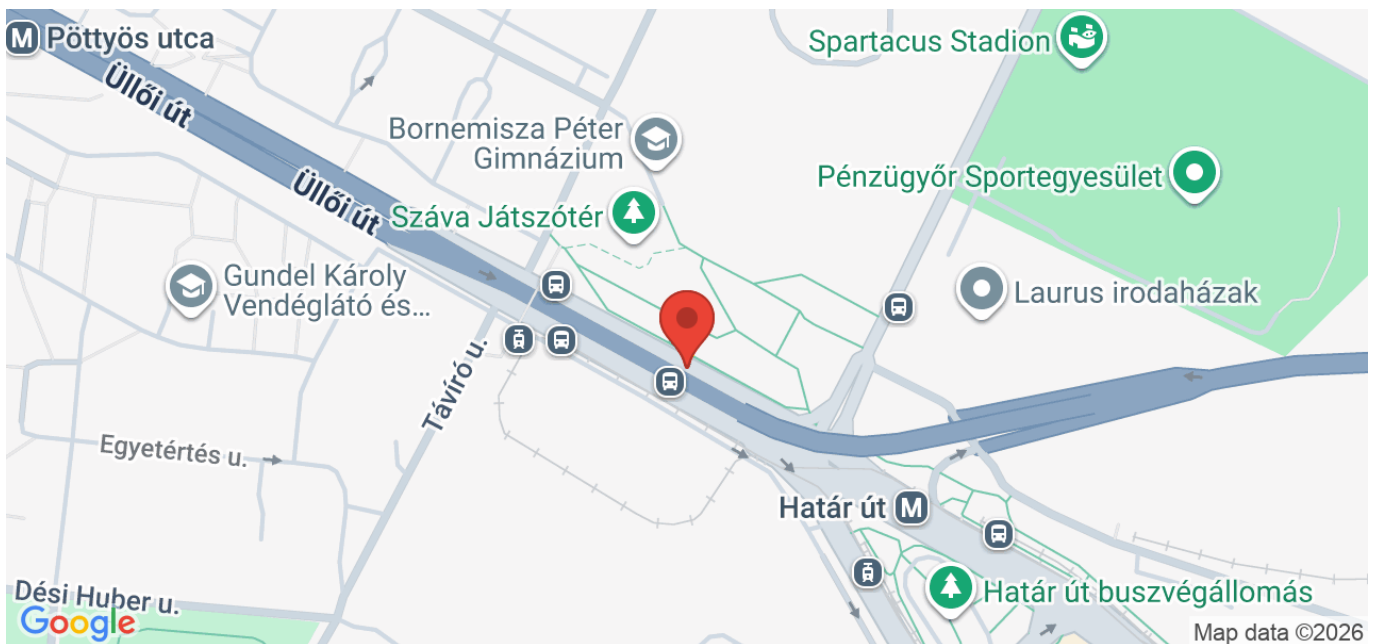 M Pöttyös utca
Spartacus Stadion
Üllői út
Bornemisza Péter
Gimnázium
Pénzügyőr Sportegyesület
Üllői út
Száva Játszótér
Gundel Károly
Vendéglátó és...
Laurus irodaházak
Távíró u.
Egyetértés u.
Határ út M
Dési Huber u.
Határ út buszvégállomás
Google
Map data ©2026